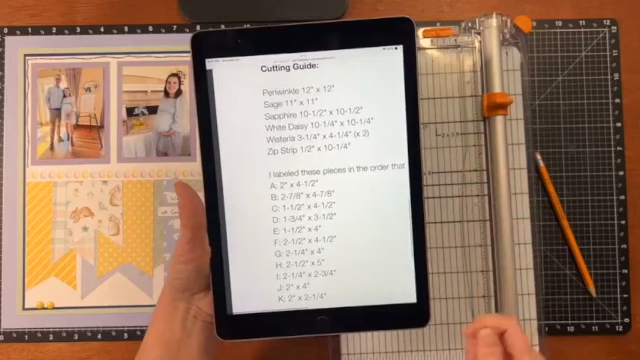 Cutting Guide:
Periwinkle 12" x 12"
Sage 11" x 11"
Sapphire 10-1/2" x 10-1/2"
White Daisy 10-1/4" x 10-1/4"
Wisteria 3-1/4" x 4-1/4" (x 2)
Zip Strip 1/2" x 10-1/4"
I labeled these pieces in the order that
A: 2" x 4-1/2"
B: 2-7/8" x 4-7/8"
C: 1-1/2" x 4-1/2"
D: 1-3/4" x 3-1/2"
E: 1-1/2" x 4"
F: 2-1/2" x 4-1/2"
G: 2-1/4" x 4"
H: 2-1/2" x 5"
I: 2-1/4" x 2-3/4"
J: 2" x 4"
K: 2" x 2-1/4"